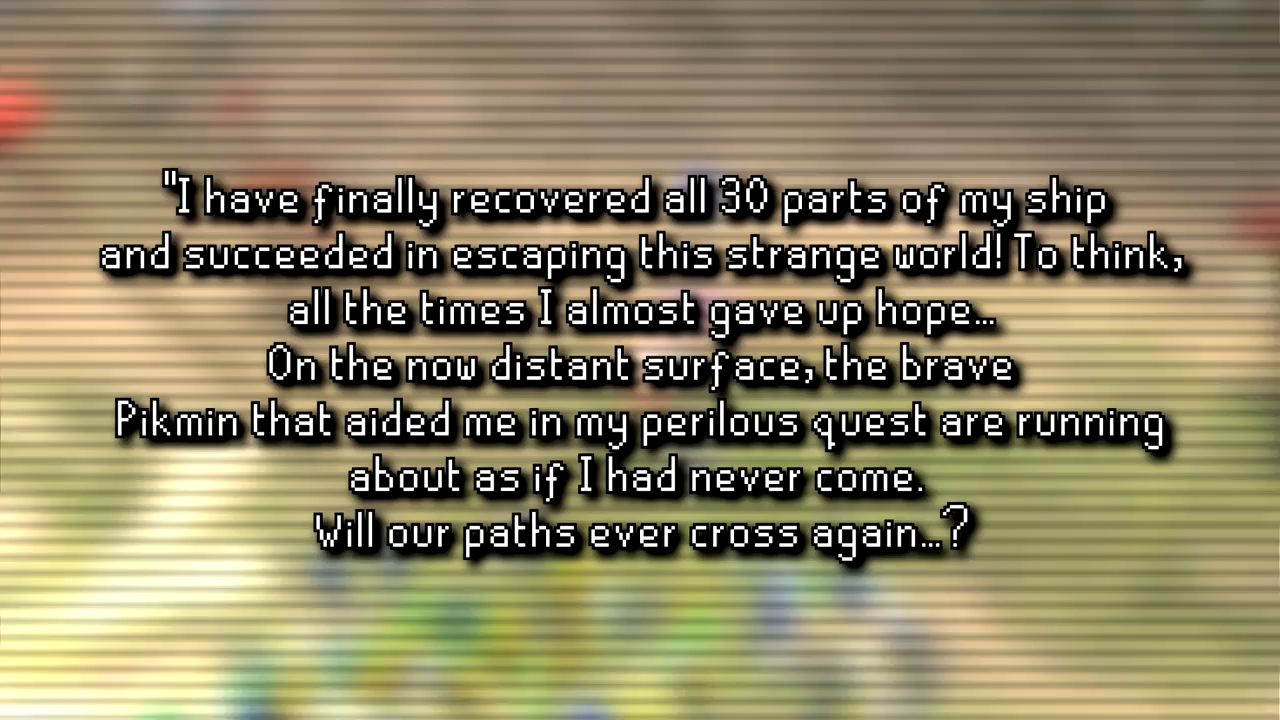 "I have finally recovered all 30 parts of my ship
and succeeded in escaping this strange world! To think,
all the times I almost gave up hope...
On the now distant surface, the brave
Pikmin that aided me in my perilous quest are running
about as if I had never come.
Will our paths ever cross again...?